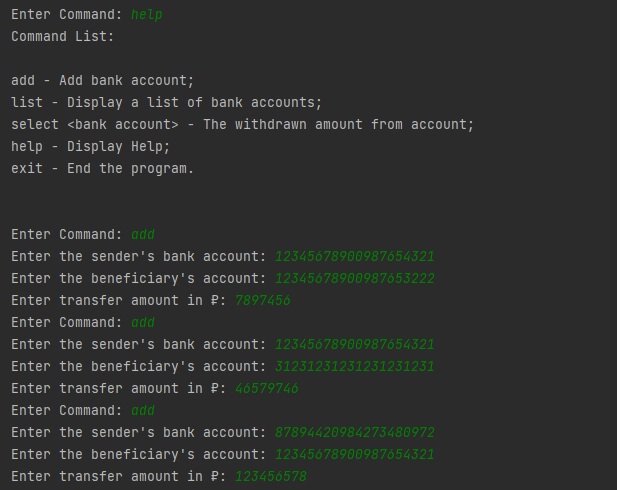 Enter Command: help
Command List:
add - Add bank account;
list - Display a list of bank accounts;
select <bank account> - The withdrawn amount from account;
help - Display Help;
exit - End the program.
Enter Command: add
Enter the sender's bank account: 12345678900987654321
Enter the beneficiary's account: 12345678900987653222
Enter transfer amount in ₽: 7897456
Enter Command: add
Enter the sender's bank account: 12345678900987654321
Enter the beneficiary's account: 31231231231231231231
Enter transfer amount in ₽: 46579746
Enter Command: add
Enter the sender's bank account: 87894420984273480972
Enter the beneficiary's account: 12345678900987654321
Enter transfer amount in ₽: 123456578